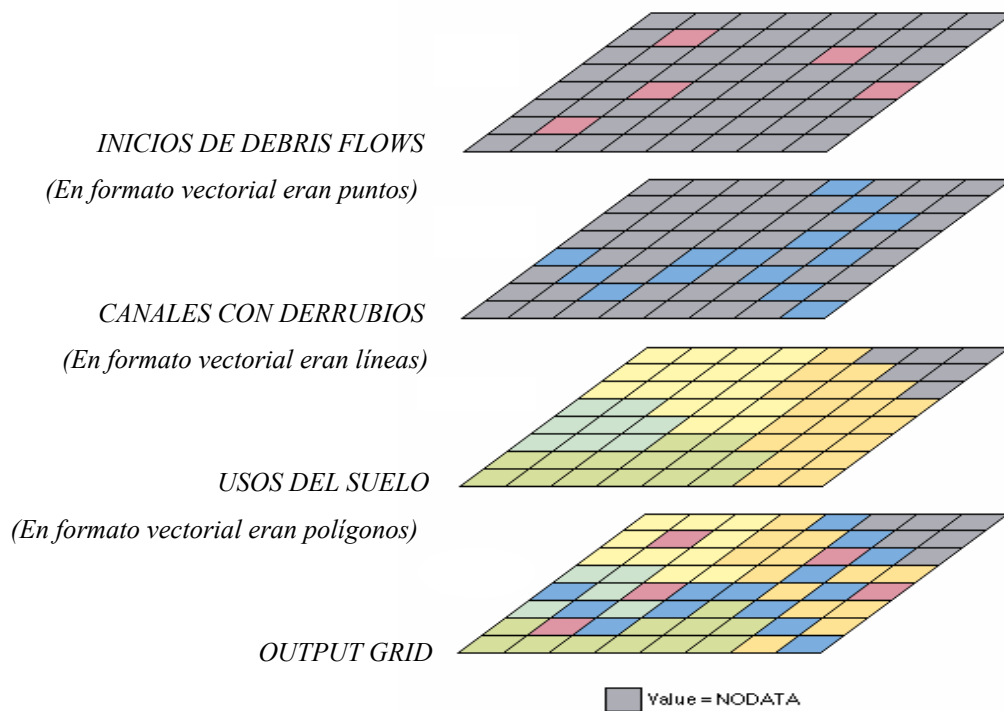 INICIOS DE DEBRIS FLOWS
(En formato vectorial eran puntos)
CANALES CON DERRUBIOS
(En formato vectorial eran líneas)
USOS DEL SUELO
(En formato vectorial eran polígonos)
OUTPUT GRID
Value = NODATA